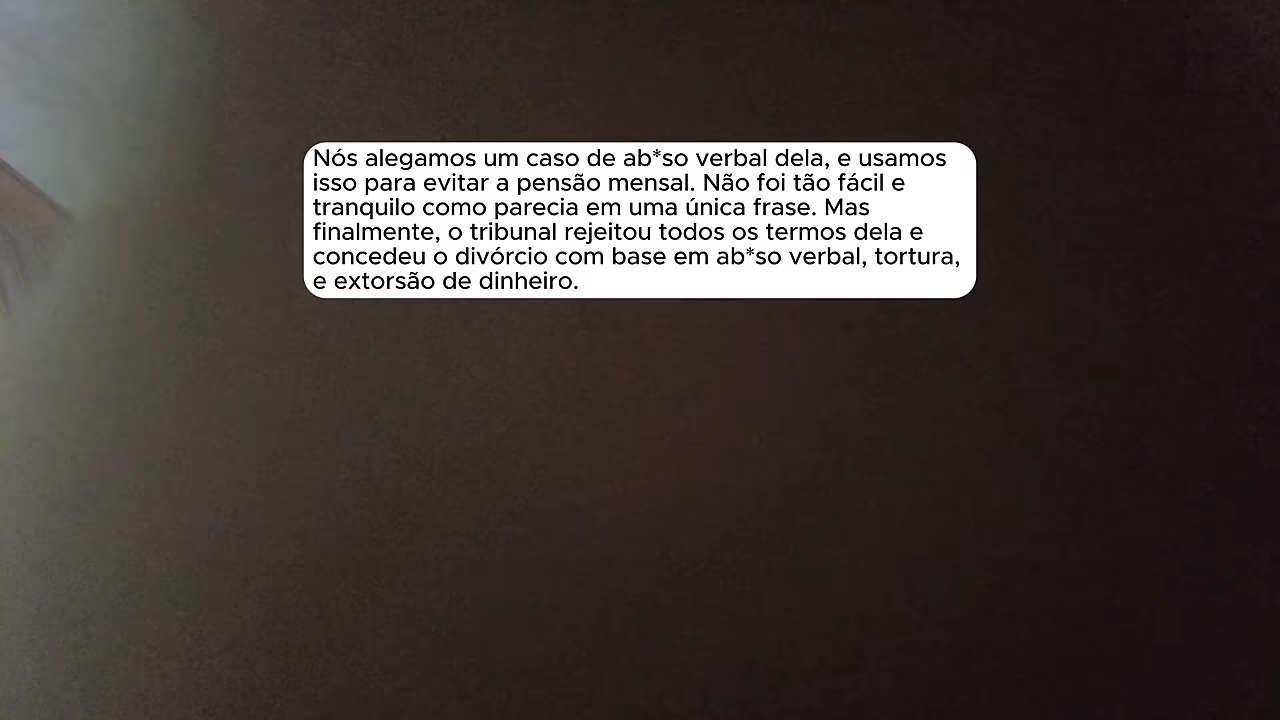 Nós alegamos um caso de ab*so verbal dela, e usamos
isso para evitar a pensão mensal. Não foi tão fácil e
tranquilo como parecia em uma única frase. Mas
finalmente, o tribunal rejeitou todos os termos dela e
concedeu o divórcio com base em ab*so verbal, tortura,
e extorsão de dinheiro.